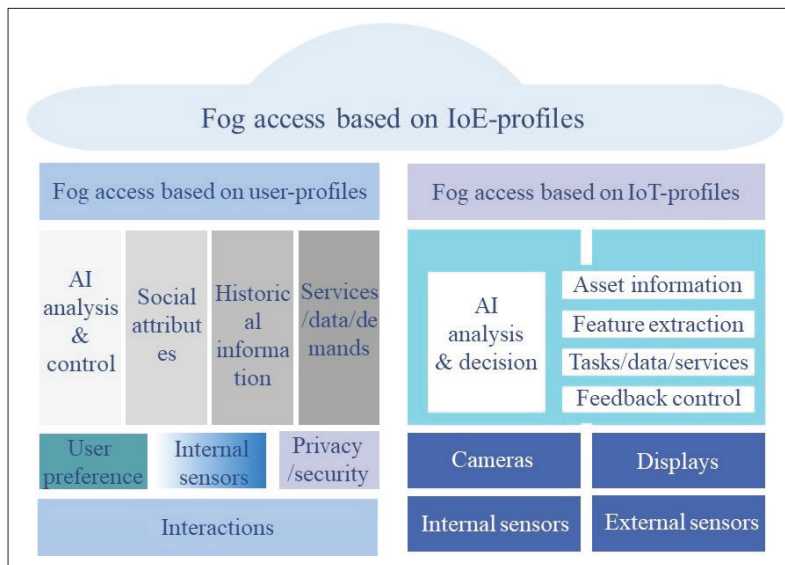 Fog access based on IoE-profiles
Fog access based on user-profiles
AI
analysis
&
control
Social
attribut
es
Historic
al
informa
tion
Services
/data/de
mands
User
preference
Internal
sensors
Privacy
/security
Interactions
Fog access based on IoT-profiles
AI
analysis
& decision
Asset information
Feature extraction
Tasks/data/services
Feedback control
Cameras
Displays
Internal sensors
External sensors